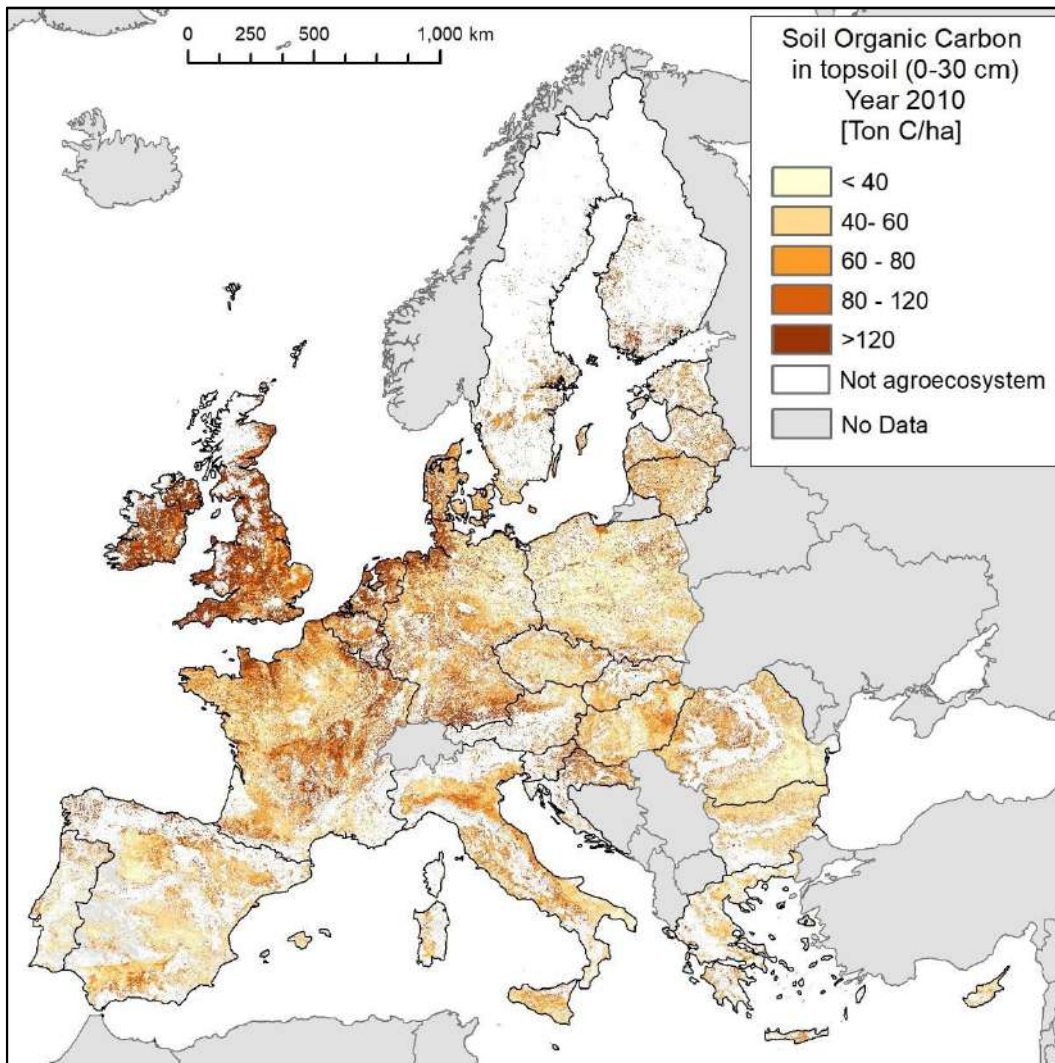 0 250 500 1,000 km
Soil Organic Carbon
in topsoil (0-30 cm)
Year 2010
[Ton C/ha]
< 40
40- 60
60 - 80
80 - 120
>120
Not agroecosystem
No Data